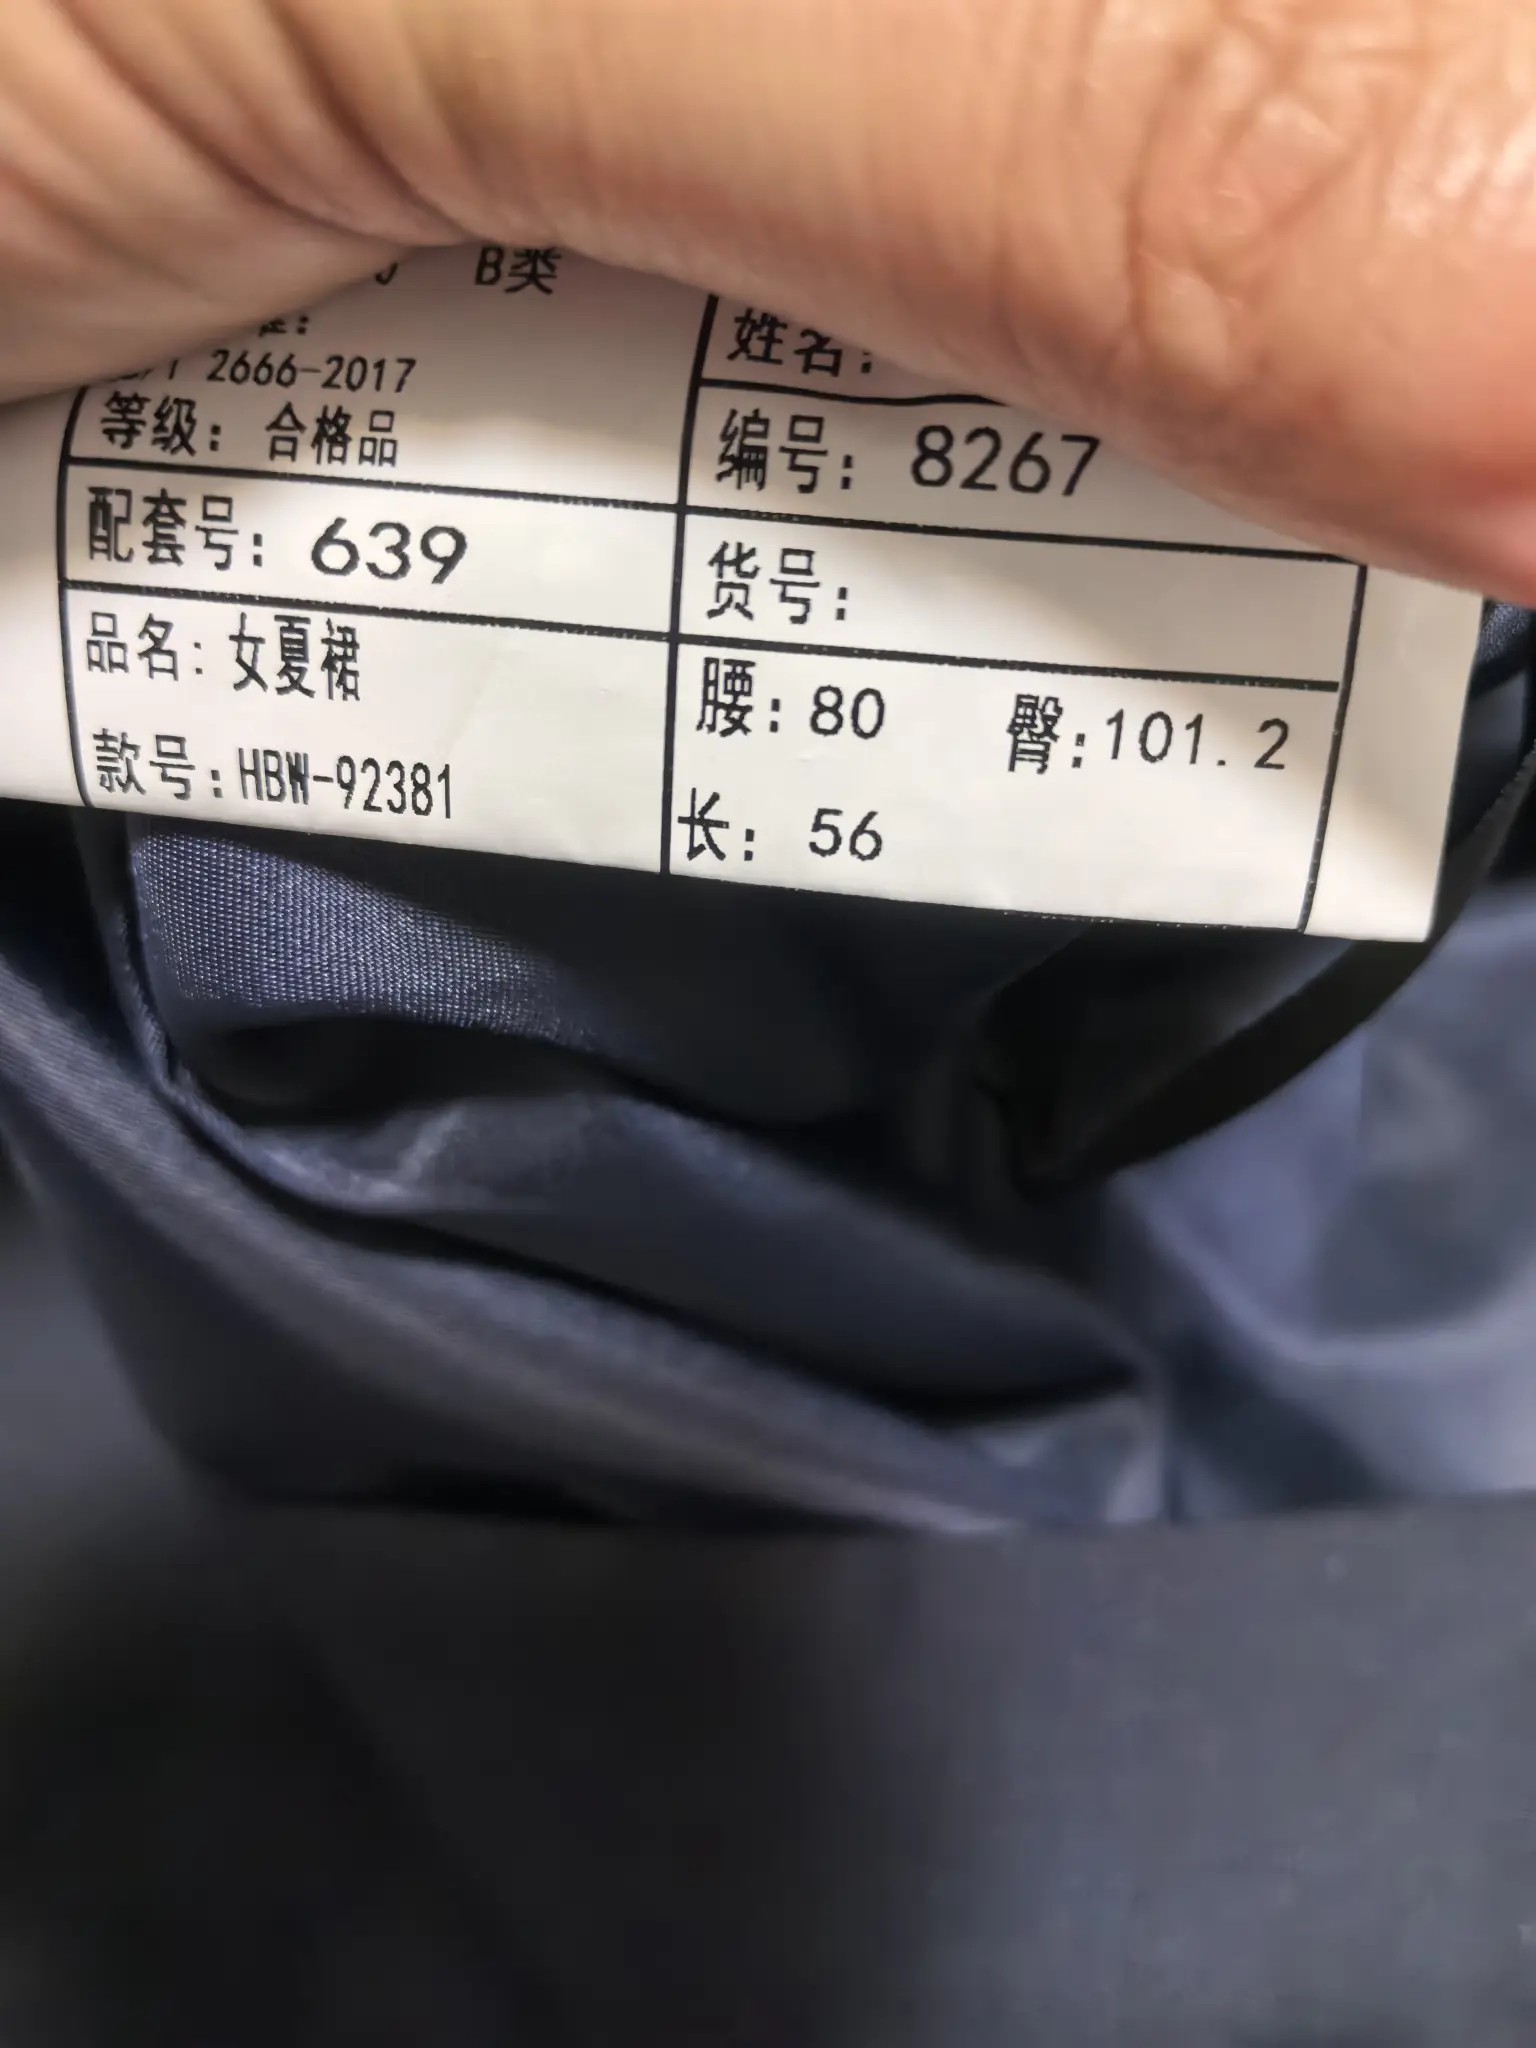 B类
2666-2017
等级: 合格品
配套号: 639
品名: 女夏裙
款号: HBW-92381
姓名:
编号: 8267
货号:
腰: 80 臀: 101.2
长: 56